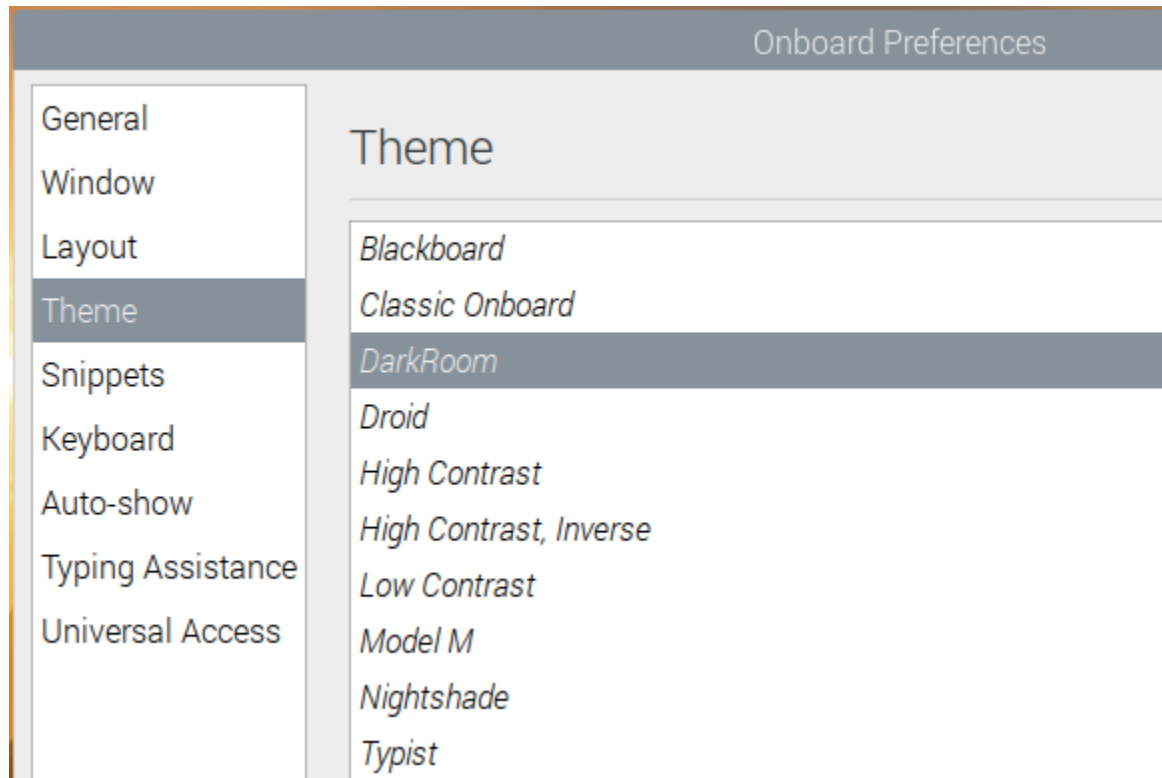 Onboard Preferences
General
Window
Layout
Theme
Snippets
Keyboard
Auto-show
Typing Assistance
Universal Access
Theme
Blackboard
Classic Onboard
DarkRoom
Droid
High Contrast
High Contrast, Inverse
Low Contrast
Model M
Nightshade
Typist